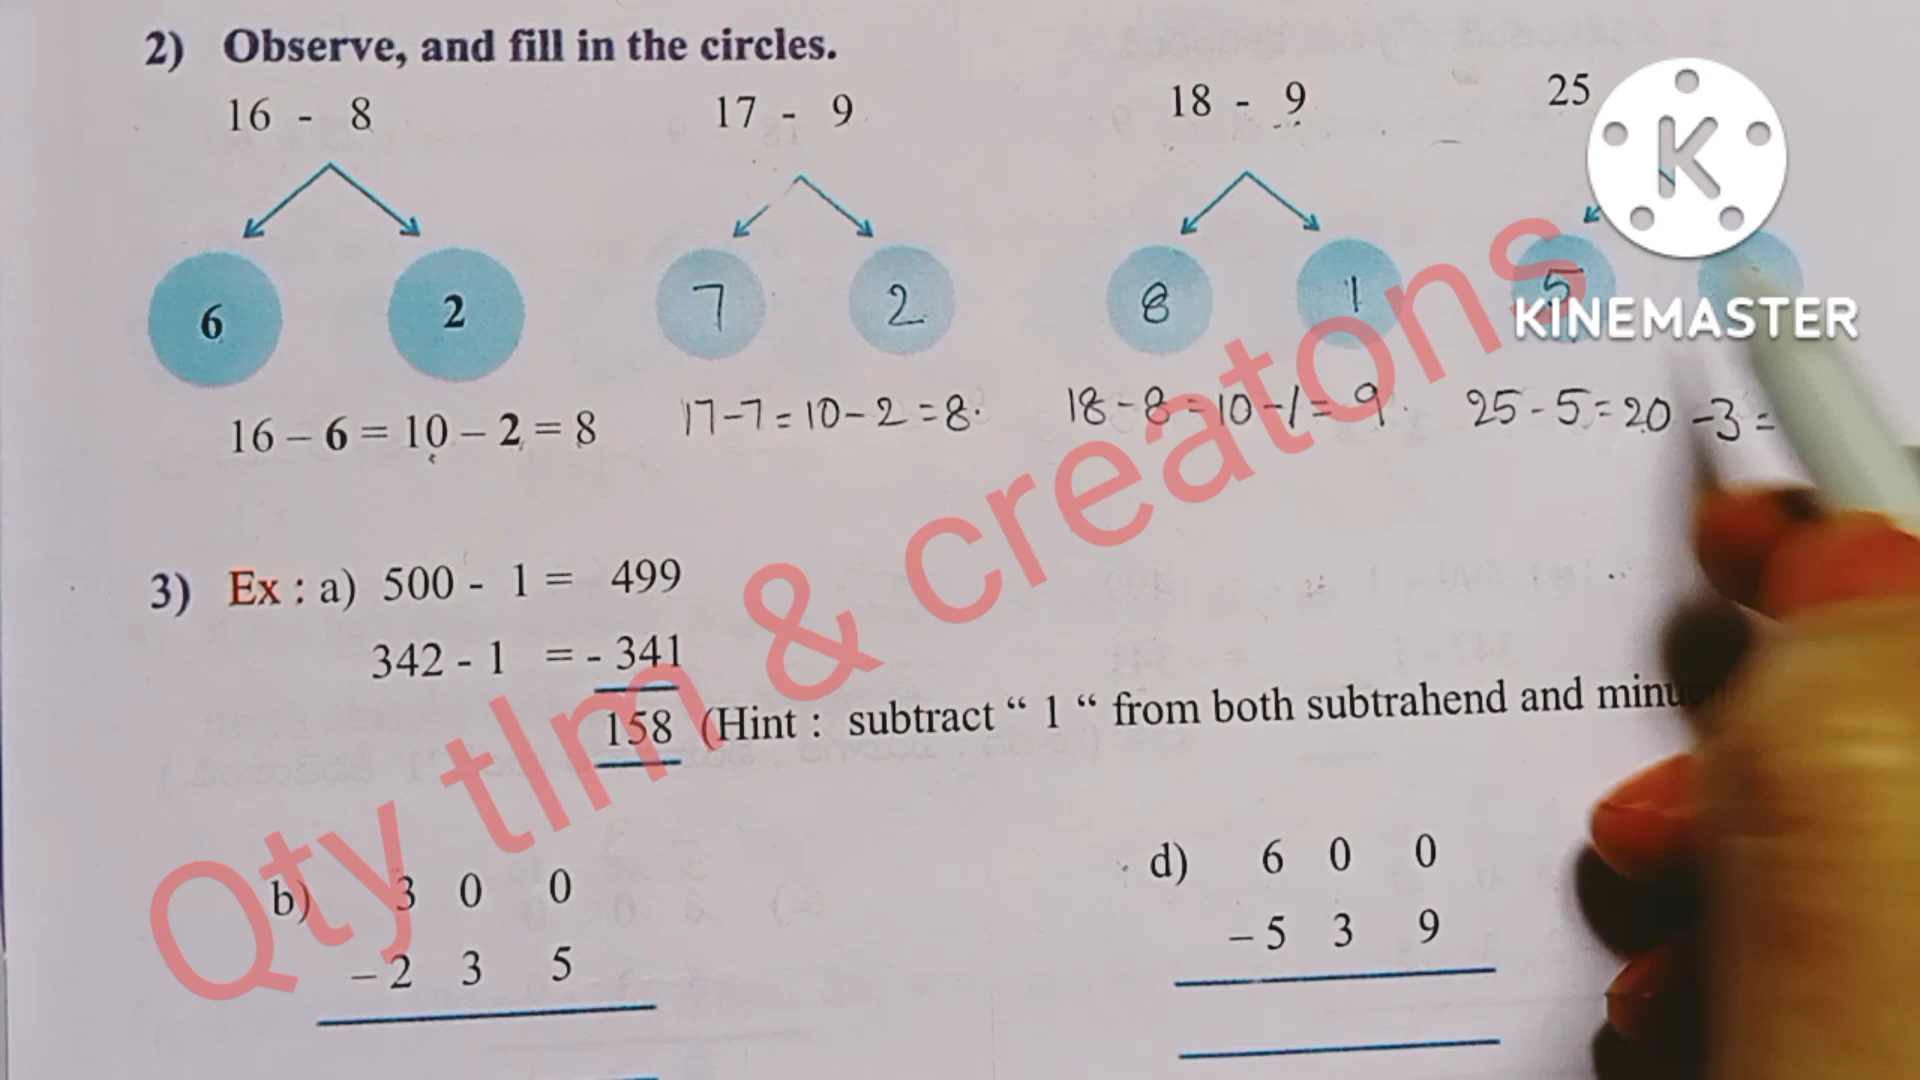 2) Observe, and fill in the circles.
16 - 8
17 - 9
18 - 9
25
6 2
7 2
8 1
5
KINEMASTER
16 – 6 = 10 – 2 = 8
17-7=10-2=8.
18-8=10-1=9.
25-5=20-3=
3) Ex : a) 500 - 1 = 499
342 - 1 = - 341
158 (Hint : subtract “ 1 “ from both subtrahend and
b) 3 0 0
– 2 3 5
d) 6 0 0
– 5 3 9
Qty tlm & creatons